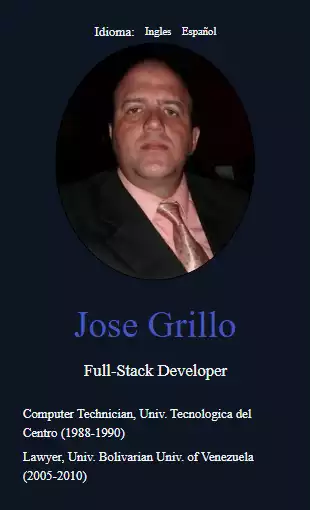 Idioma: Ingles Español
Jose Grillo
Full-Stack Developer
Computer Technician, Univ. Tecnologica del
Centro (1988-1990)
Lawyer, Univ. Bolivarian Univ. of Venezuela
(2005-2010)